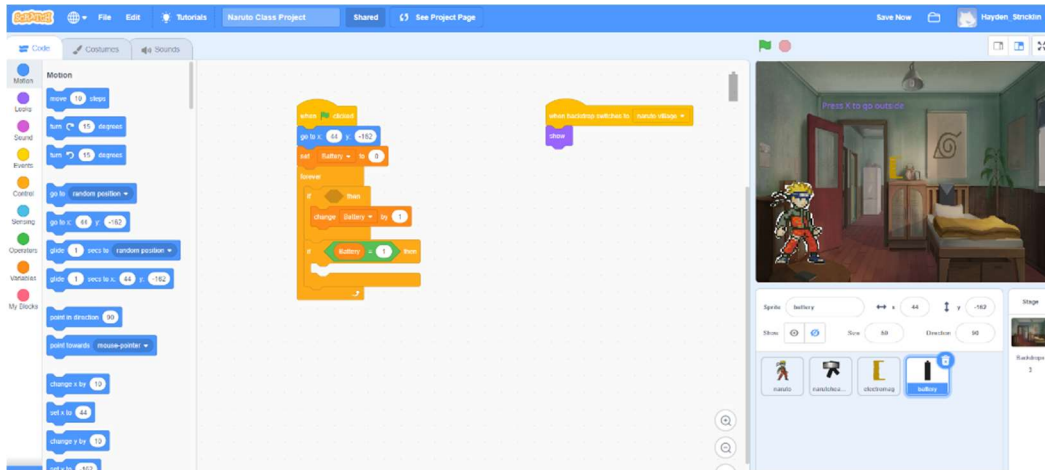 SCRATCH File Edit Tutorials Naruto Class Project Shared See Project Page Save Now Hayden_Stricklin
Code Costumes Sounds
Motion
Looks
Sound
Events
Control
Sensing
Operators
Variables
My Blocks
Motion
move 10 steps
turn 15 degrees
turn 15 degrees
go to random position
go to x: 44 y: -162
glide 1 secs to random position
glide 1 secs to x: 44 y: -162
point in direction 90
point towards mouse-pointer
change x by 10
set x to 44
change y by 10
set y to -162
when clicked
go to x: 44 y: -162
set Battery to 0
forever
if then
change Battery by 1
if Battery = 1 then
when backdrop switches to naruto village
show
Press X to go outside
Sprite battery x 44 y -162
Show Size 50 Direction 90
naruto
electromag
battery
Stage
Backdrops
3